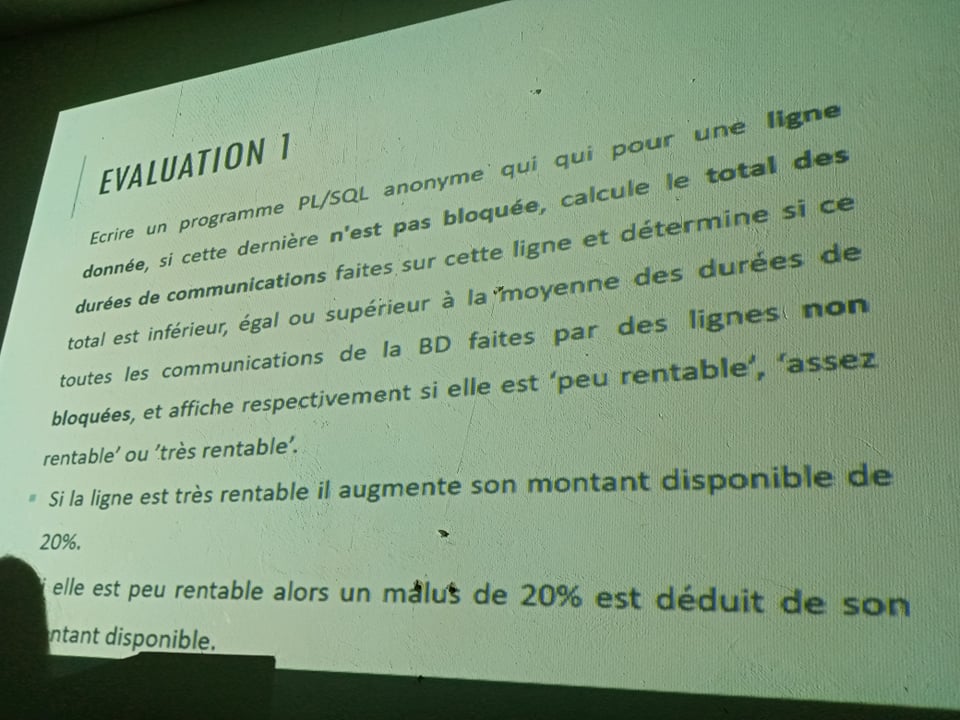 EVALUATION 1
Ecrire un programme PL/SQL anonyme qui qui pour une ligne
donnée, si cette dernière n'est pas bloquée, calcule le total des
durées de communications faites sur cette ligne et détermine si ce
total est inférieur, égal ou supérieur à la moyenne des durées de
toutes les communications de la BD faites par des lignes non
bloquées, et affiche respectivement si elle est ‘peu rentable’, ‘assez
rentable’ ou ’très rentable’.
▪ Si la ligne est très rentable il augmente son montant disponible de
20%.
elle est peu rentable alors un malus de 20% est déduit de son
ntant disponible.